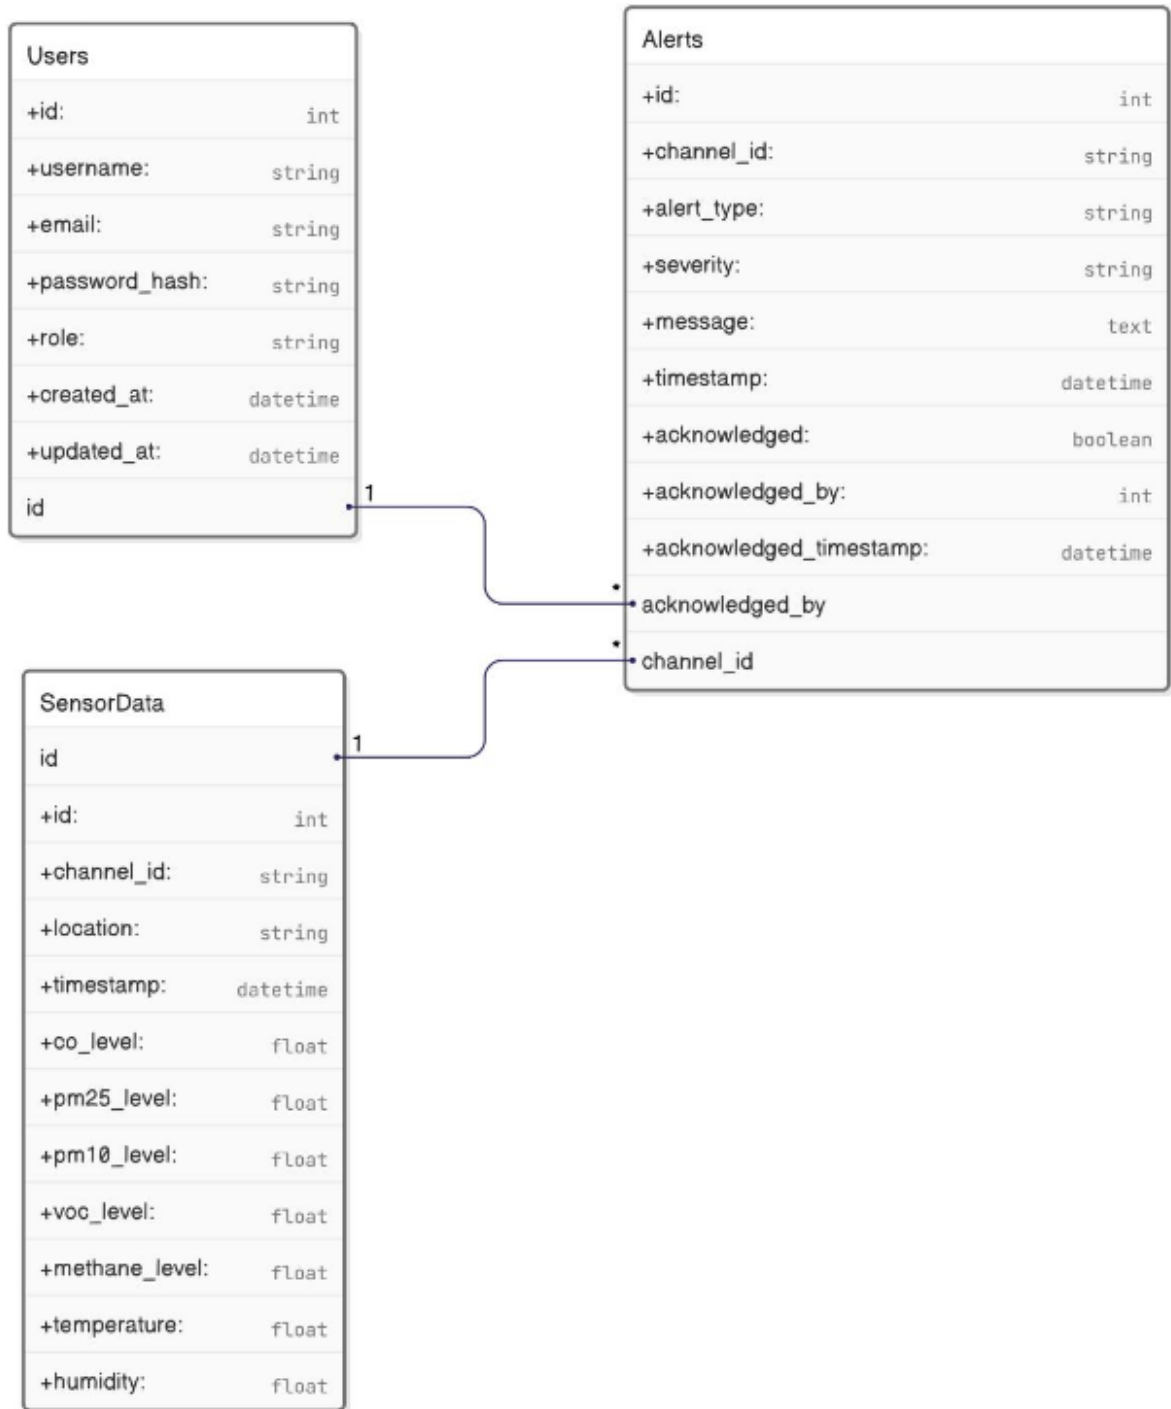 Users
+id: int
+username: string
+email: string
+password_hash: string
+role: string
+created_at: datetime
+updated_at: datetime
id
1
Alerts
+id: int
+channel_id: string
+alert_type: string
+severity: string
+message: text
+timestamp: datetime
+acknowledged: boolean
+acknowledged_by: int
+acknowledged_timestamp: datetime
* acknowledged_by
* channel_id
SensorData
id
1
+id: int
+channel_id: string
+location: string
+timestamp: datetime
+co_level: float
+pm25_level: float
+pm10_level: float
+voc_level: float
+methane_level: float
+temperature: float
+humidity: float